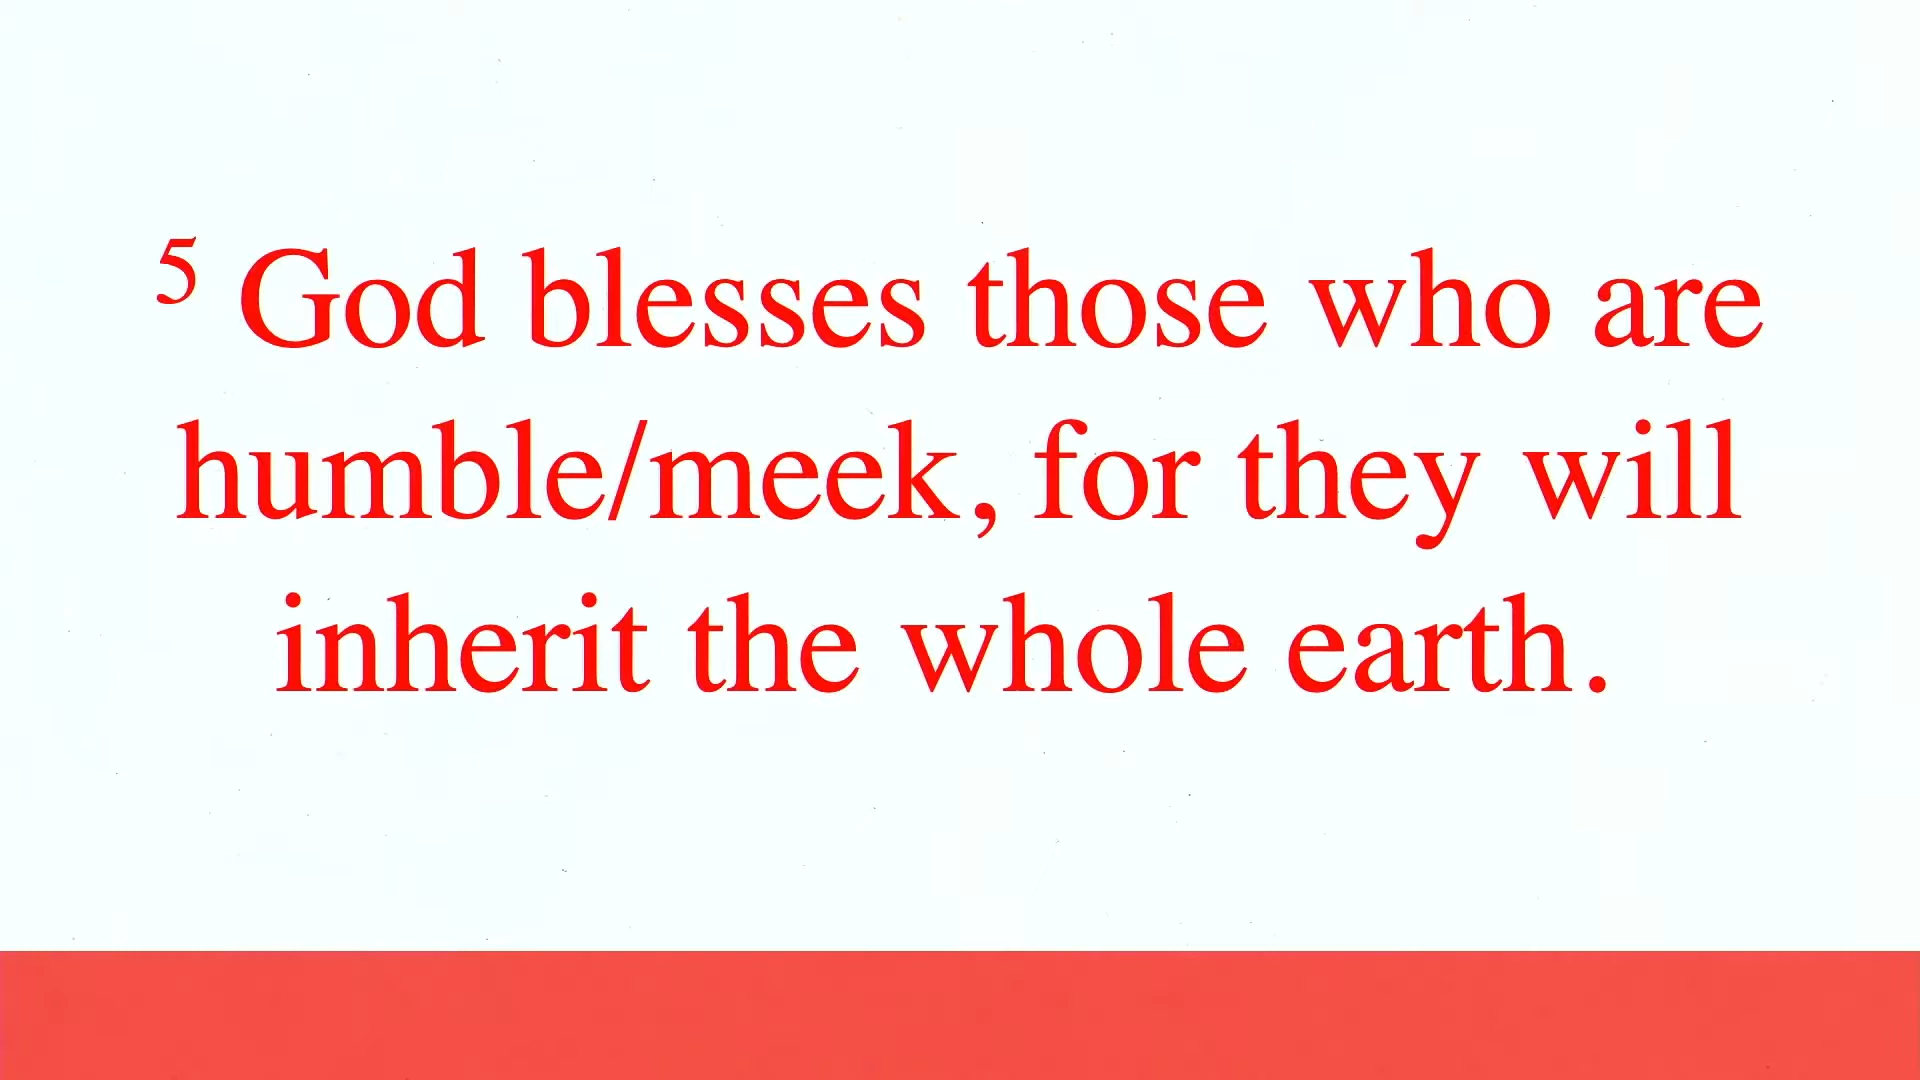 5 God blesses those who are
humble/meek, for they will
inherit the whole earth.